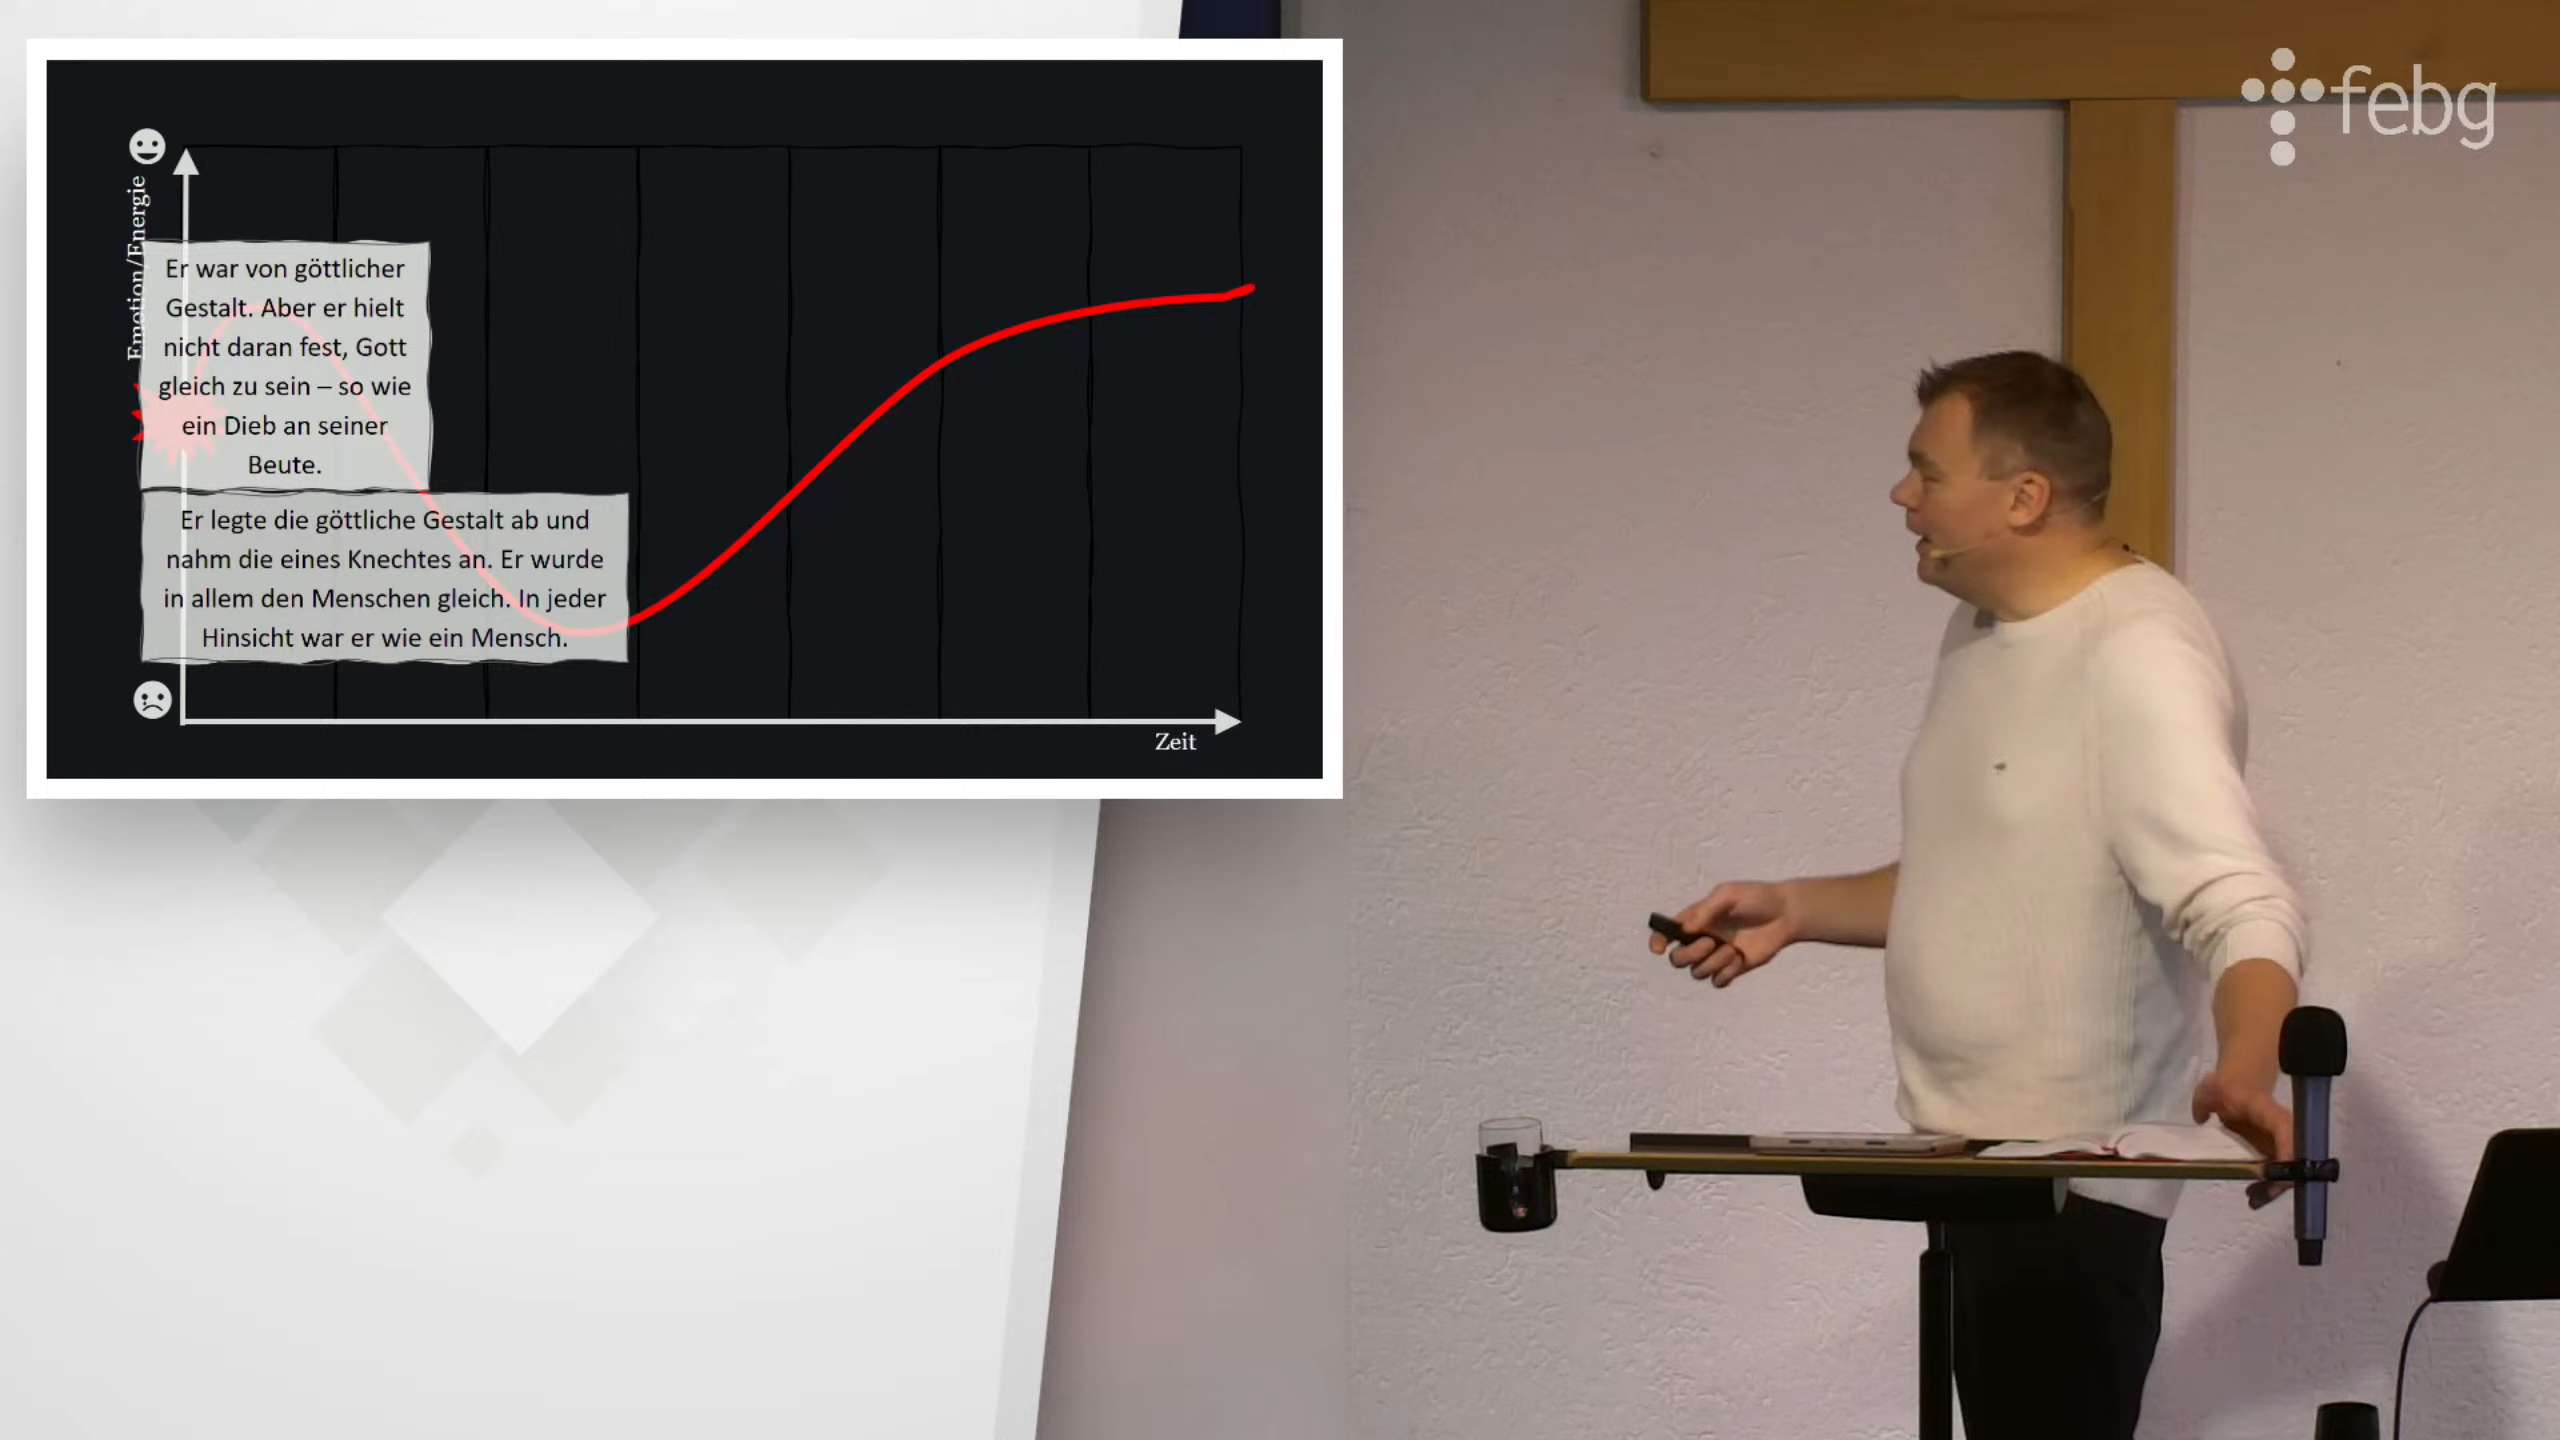 febg
Emotion/Energie
Er war von göttlicher
Gestalt. Aber er hielt
nicht daran fest, Gott
gleich zu sein – so wie
ein Dieb an seiner
Beute.
Er legte die göttliche Gestalt ab und
nahm die eines Knechtes an. Er wurde
in allem den Menschen gleich. In jeder
Hinsicht war er wie ein Mensch.
Zeit